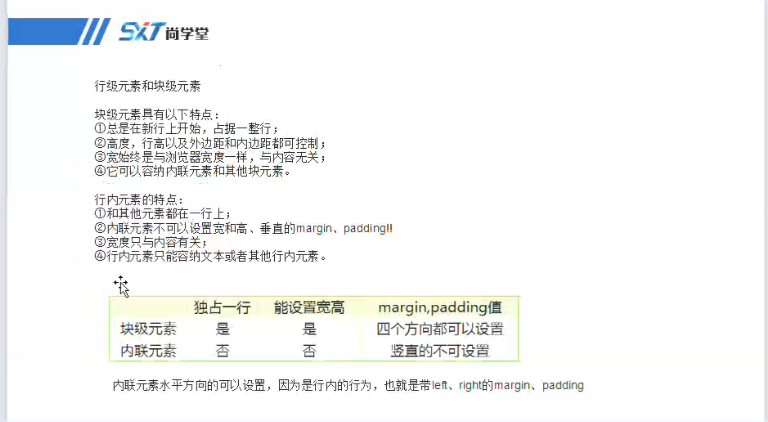 SXT尚学堂
行级元素和块级元素
块级元素具有以下特点：
①总是在新行上开始，占据一整行；
②高度，行高以及外边距和内边距都可控制；
③宽始终是与浏览器宽度一样，与内容无关；
④它可以容纳内联元素和其他块元素。
行内元素的特点：
①和其他元素都在一行上；
②内联元素不可以设置宽和高、垂直的margin、padding!!
③宽度只与内容有关；
④行内元素只能容纳文本或者其他行内元素。
独占一行 能设置宽高 margin,padding值
块级元素 是 是 四个方向都可以设置
内联元素 否 否 竖直的不可设置
内联元素水平方向的可以设置，因为是行内的行为，也就是带left、right的margin、padding